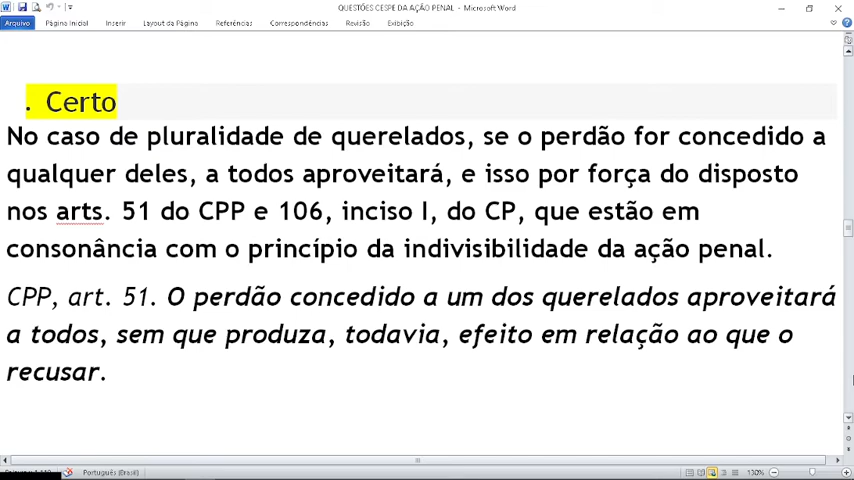 QUESTÕES CESPE DA AÇÃO PENAL - Microsoft Word
Arquivo Página Inicial Inserir Layout da Página Referências Correspondências Revisão Exibição
. Certo
No caso de pluralidade de querelados, se o perdão for concedido a
qualquer deles, a todos aproveitará, e isso por força do disposto
nos arts. 51 do CPP e 106, inciso I, do CP, que estão em
consonância com o princípio da indivisibilidade da ação penal.
CPP, art. 51. O perdão concedido a um dos querelados aproveitará
a todos, sem que produza, todavia, efeito em relação ao que o
recusar.
Português (Brasil) 130%